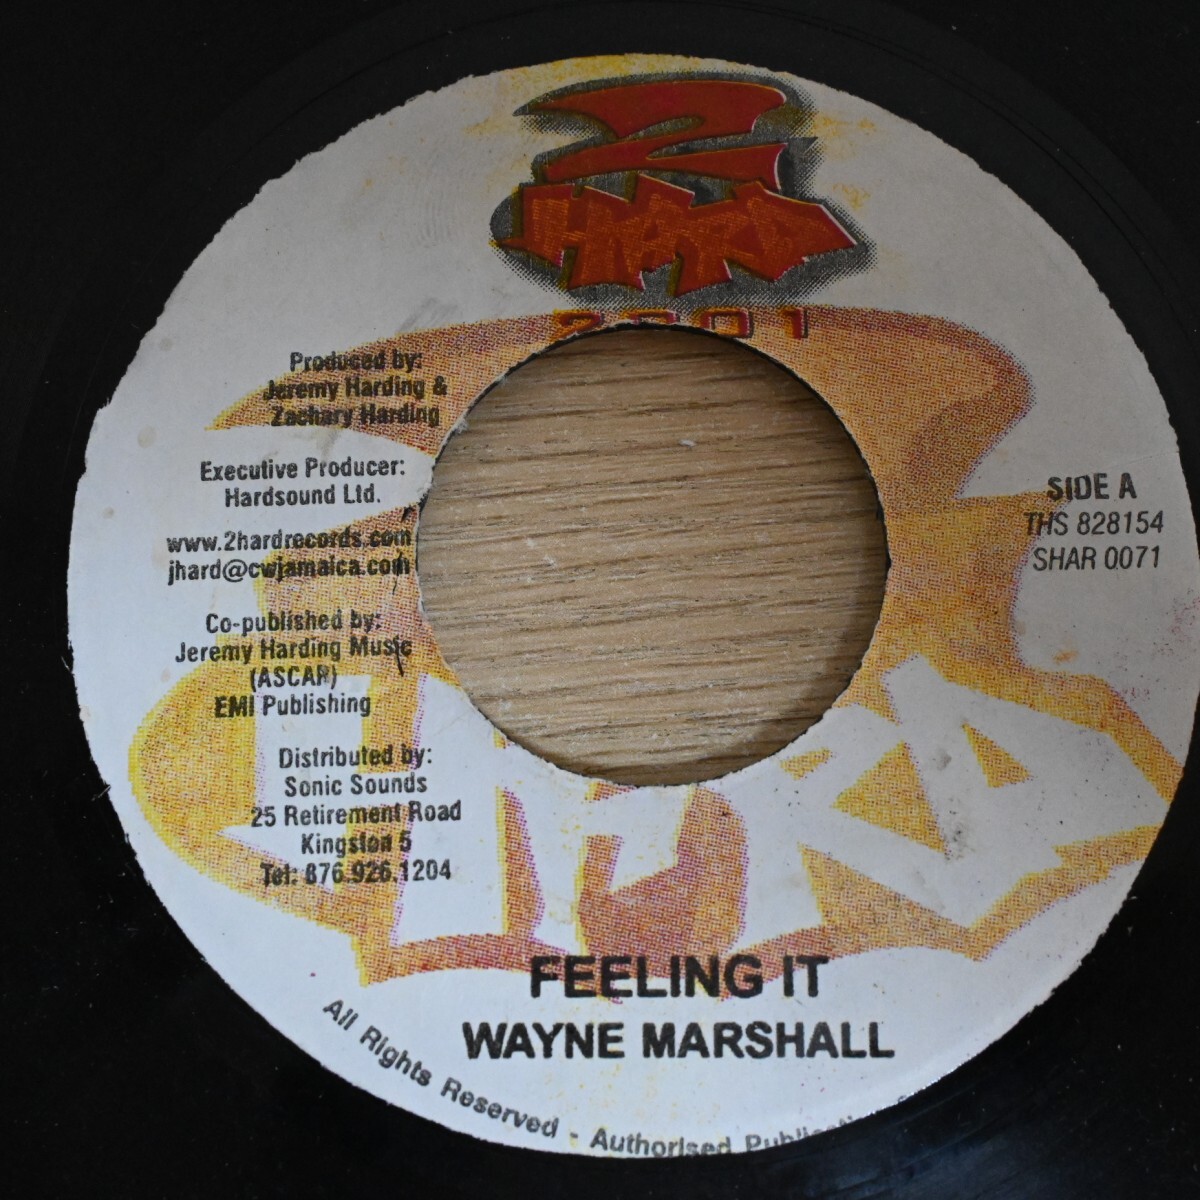 2
HARD
2001
Produced by:
Jeremy Harding &
Zachary Harding
Executive Producer:
Hardsound Ltd.
www.2hardrecords.com
jhard@cwjamaica.com
Co-published by:
Jeremy Harding Music
(ASCAP)
EMI Publishing
Distributed by:
Sonic Sounds
25 Retirement Road
Kingston 5
Tel: 876.926.1204
SIDE A
THS 828154
SHAR 0071
FEELING IT
WAYNE MARSHALL
All Rights Reserved - Authorised